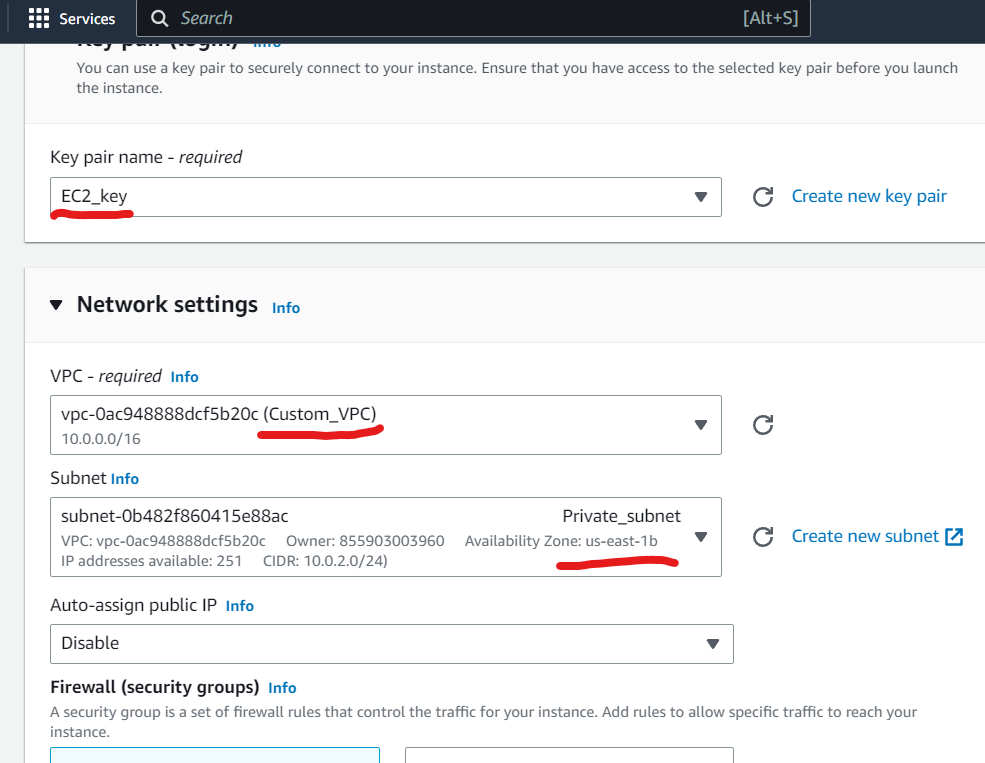 Services
Search [Alt+S]
Key pair (login) Info
You can use a key pair to securely connect to your instance. Ensure that you have access to the selected key pair before you launch
the instance.
Key pair name - required
EC2_key
Create new key pair
Network settings Info
VPC - required Info
vpc-0ac948888dcf5b20c (Custom_VPC)
10.0.0.0/16
Subnet Info
subnet-0b482f860415e88ac Private_subnet
VPC: vpc-0ac948888dcf5b20c Owner: 855903003960 Availability Zone: us-east-1b
IP addresses available: 251 CIDR: 10.0.2.0/24)
Create new subnet
Auto-assign public IP Info
Disable
Firewall (security groups) Info
A security group is a set of firewall rules that control the traffic for your instance. Add rules to allow specific traffic to reach your
instance.